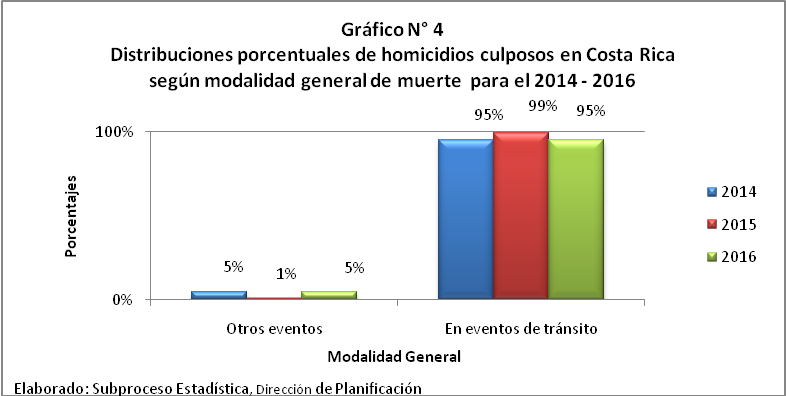 Gráfico N° 4
Distribuciones porcentuales de homicidios culposos en Costa Rica
según modalidad general de muerte para el 2014 - 2016
95% 99% 95%
100%
Porcentajes
5% 1% 5%
0%
Otros eventos En eventos de tránsito
Modalidad General
2014
2015
2016
Elaborado: Subproceso Estadística, Dirección de Planificación